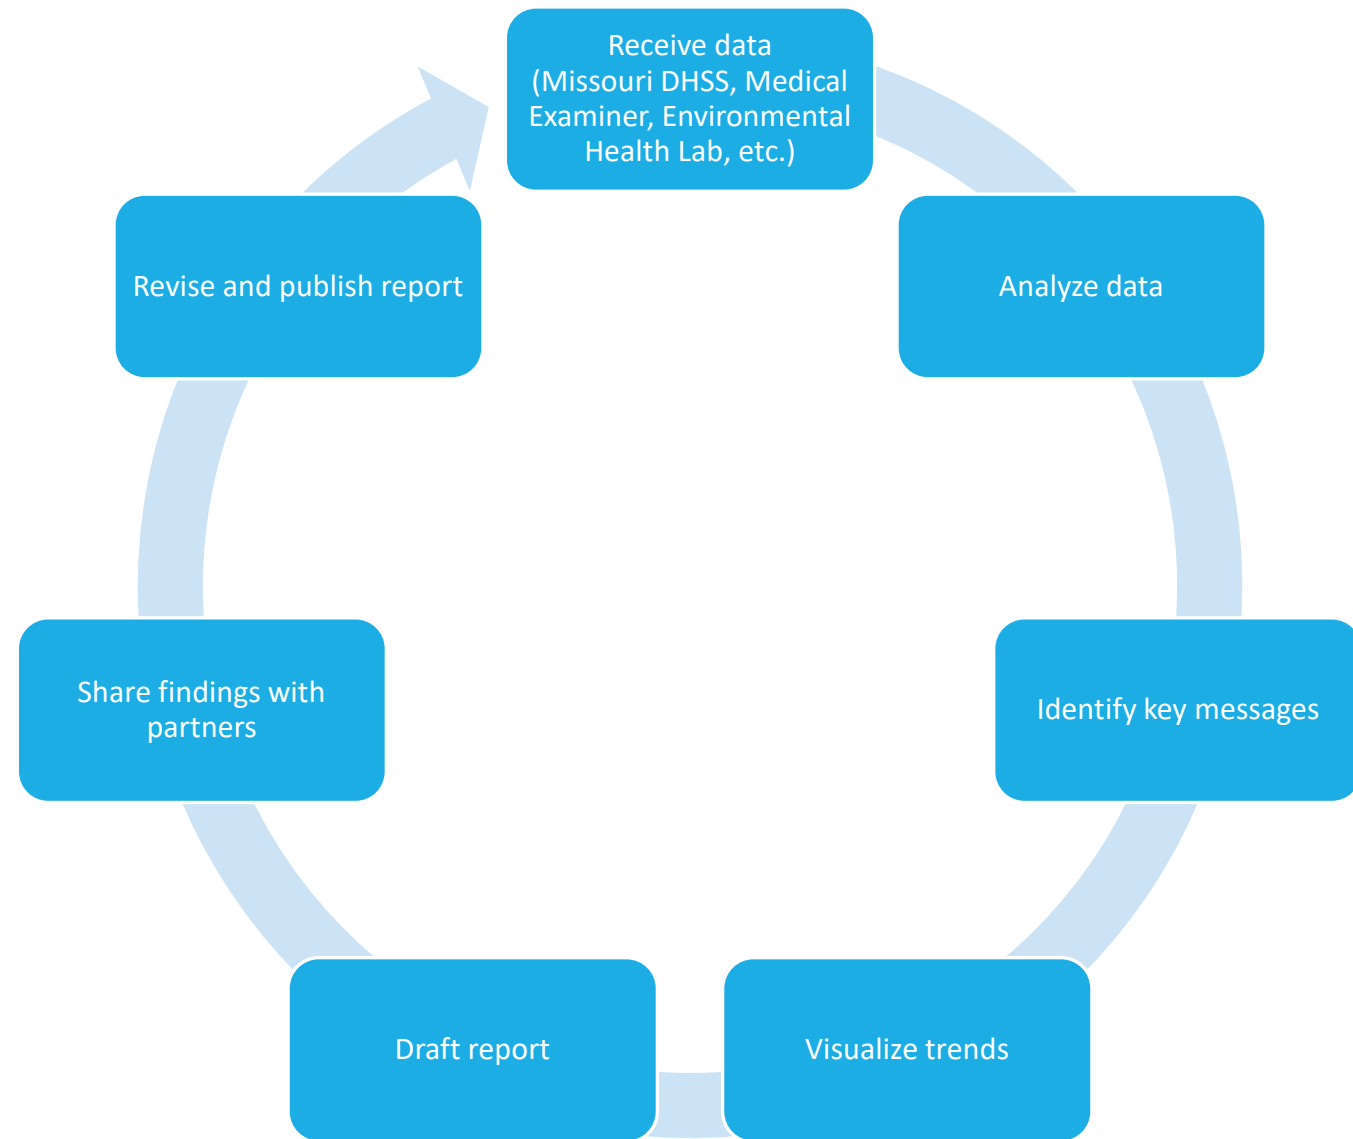 Receive data
(Missouri DHSS, Medical
Examiner, Environmental
Health Lab, etc.)
Analyze data
Identify key messages
Visualize trends
Draft report
Share findings with
partners
Revise and publish report